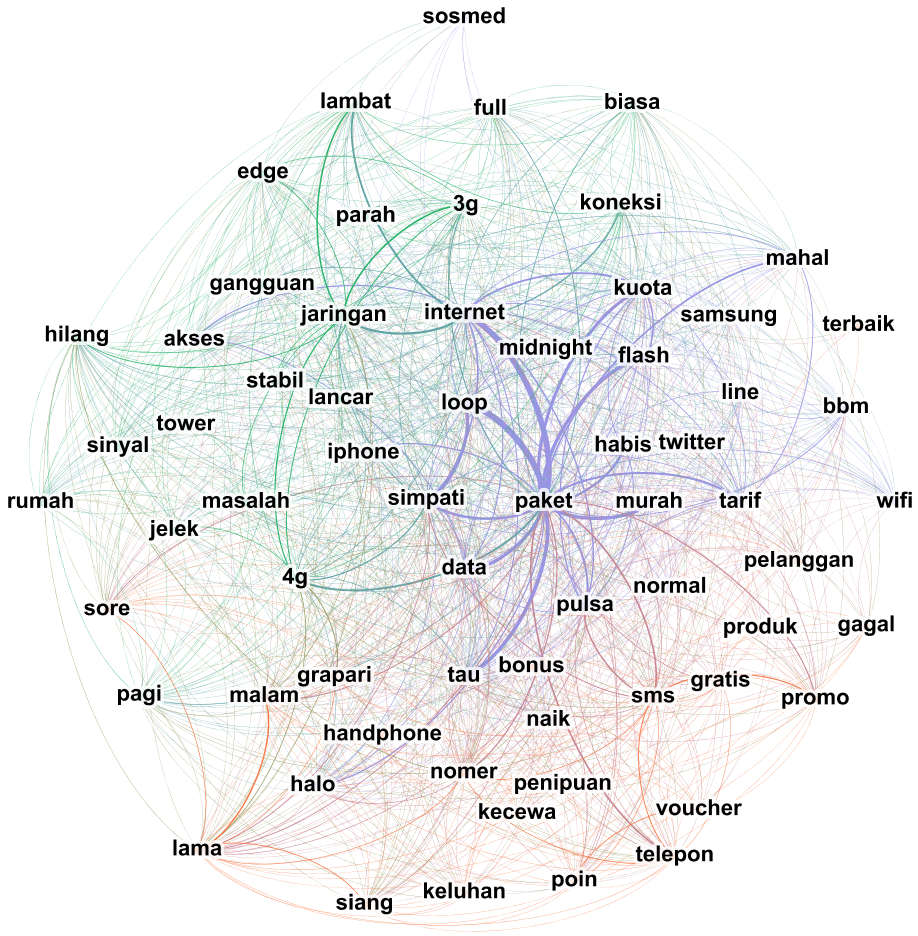 sosmed
lambat
full
biasa
edge
parah
3g
koneksi
mahal
gangguan
kuota
jaringan
internet
samsung
terbaik
hilang
akses
midnight
flash
stabil
lancar
loop
line
bbm
tower
sinyal
iphone
habis
twitter
rumah
masalah
simpati
paket
murah
tarif
wifi
jelek
4g
data
normal
pelanggan
sore
pulsa
produk
gagal
pagi
malam
grapari
tau
bonus
sms
gratis
promo
handphone
naik
halo
nomer
penipuan
kecewa
voucher
lama
telepon
siang
keluhan
poin